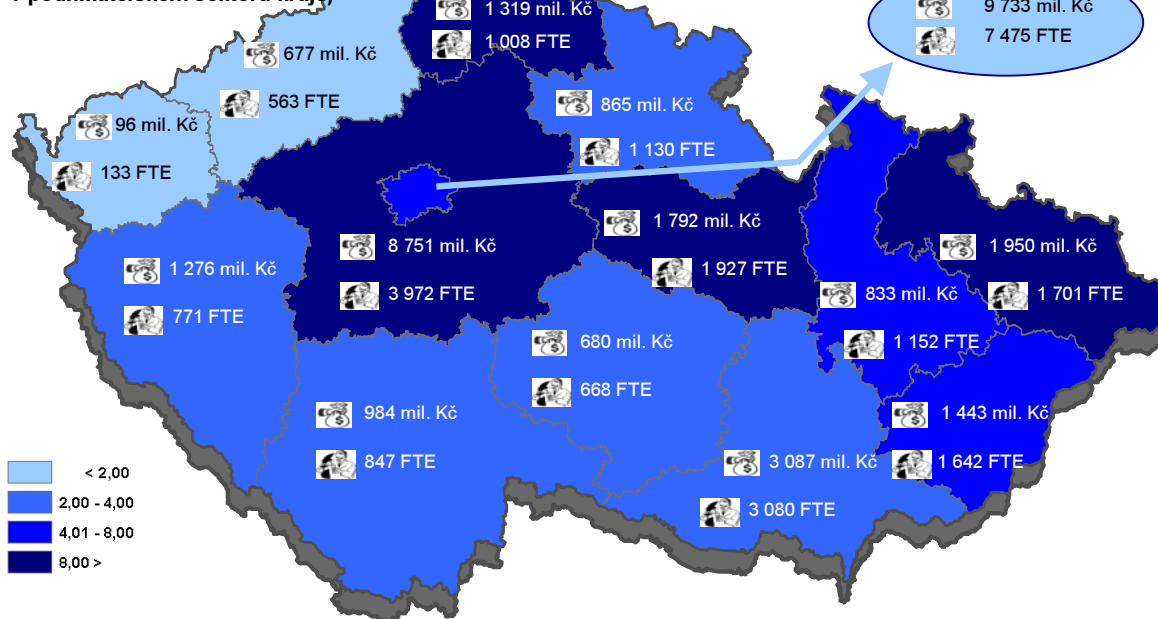 v podnikatelském sektoru kraje)
1 319 mil. Kč
1 008 FTE
9 733 mil. Kč
7 475 FTE
677 mil. Kč
563 FTE
96 mil. Kč
133 FTE
865 mil. Kč
1 130 FTE
1 792 mil. Kč
1 927 FTE
8 751 mil. Kč
3 972 FTE
1 276 mil. Kč
771 FTE
1 950 mil. Kč
1 701 FTE
833 mil. Kč
1 152 FTE
680 mil. Kč
668 FTE
984 mil. Kč
847 FTE
1 443 mil. Kč
1 642 FTE
3 087 mil. Kč
3 080 FTE
< 2,00
2,00 - 4,00
4,01 - 8,00
8,00 >